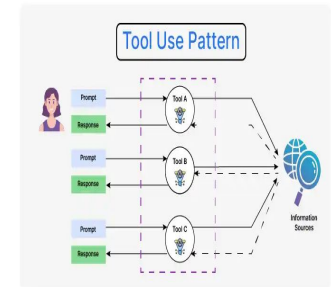 Tool Use Pattern
Prompt
Tool A
Response
Prompt
Tool B
Response
Information
Sources
Prompt
Tool C
Response